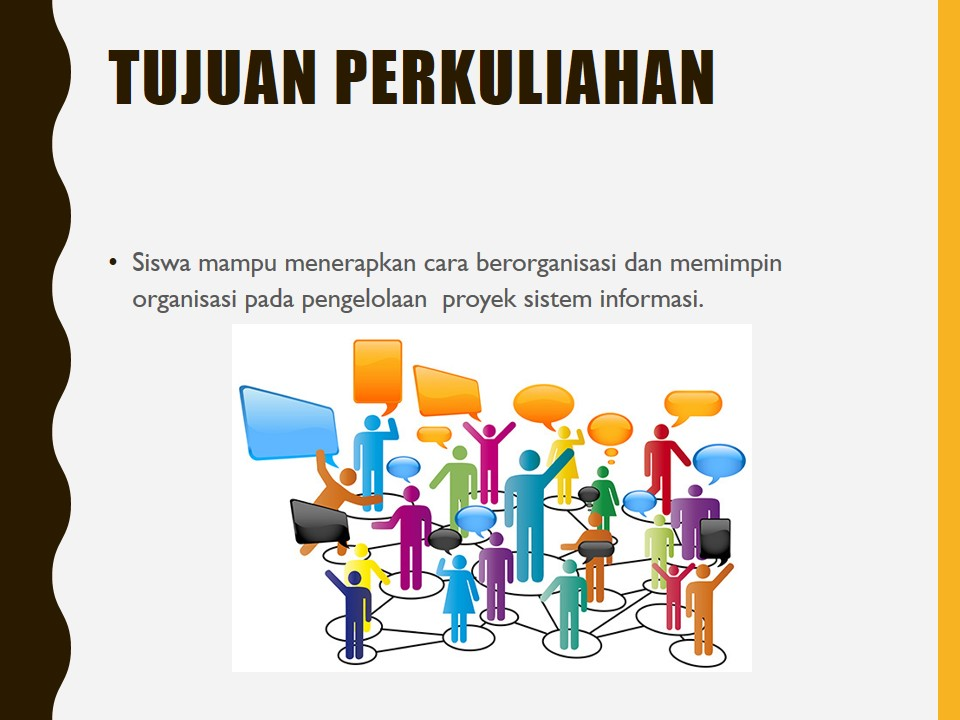 TUJUAN PERKULIAHAN
• Siswa mampu menerapkan cara berorganisasi dan memimpin
organisasi pada pengelolaan  proyek sistem informasi.